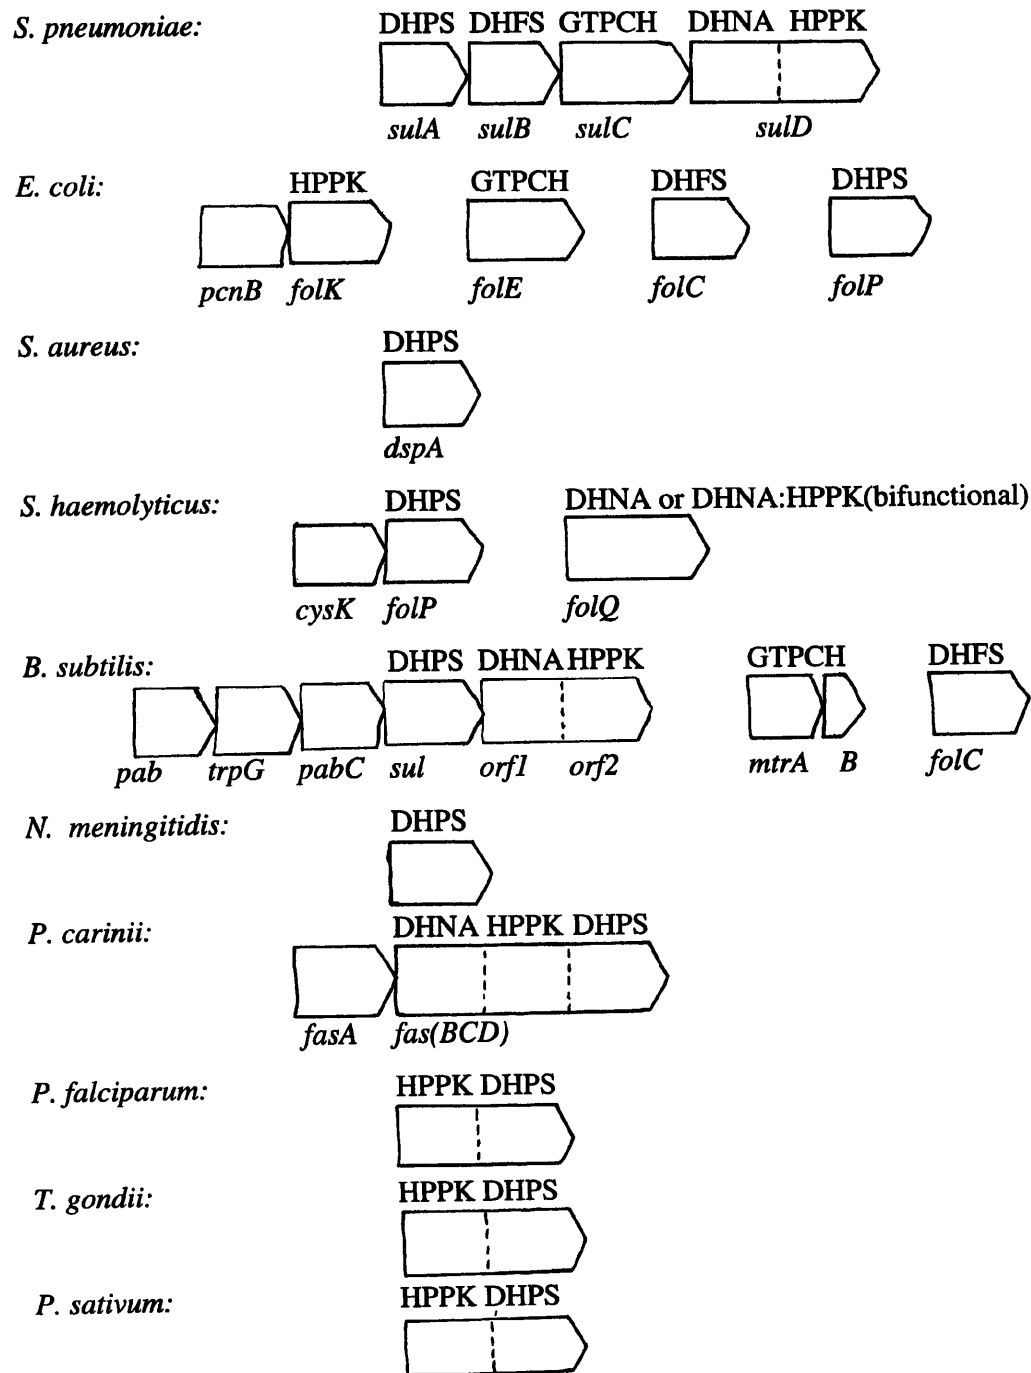 S. pneumoniae: DHPS DHFS GTPCH DHNA HPPK
sulA sulB sulC sulD
E. coli: HPPK GTPCH DHFS DHPS
pcnB folK folE folC folP
S. aureus: DHPS
dspA
S. haemolyticus: DHPS DHNA or DHNA:HPPK(bifunctional)
cysK folP folQ
B. subtilis: DHPS DHNA HPPK GTPCH DHFS
pab trpG pabC sul orf1 orf2 mtrA B folC
N. meningitidis: DHPS
P. carinii: DHNA HPPK DHPS
fasA fas(BCD)
P. falciparum: HPPK DHPS
T. gondii: HPPK DHPS
P. sativum: HPPK DHPS